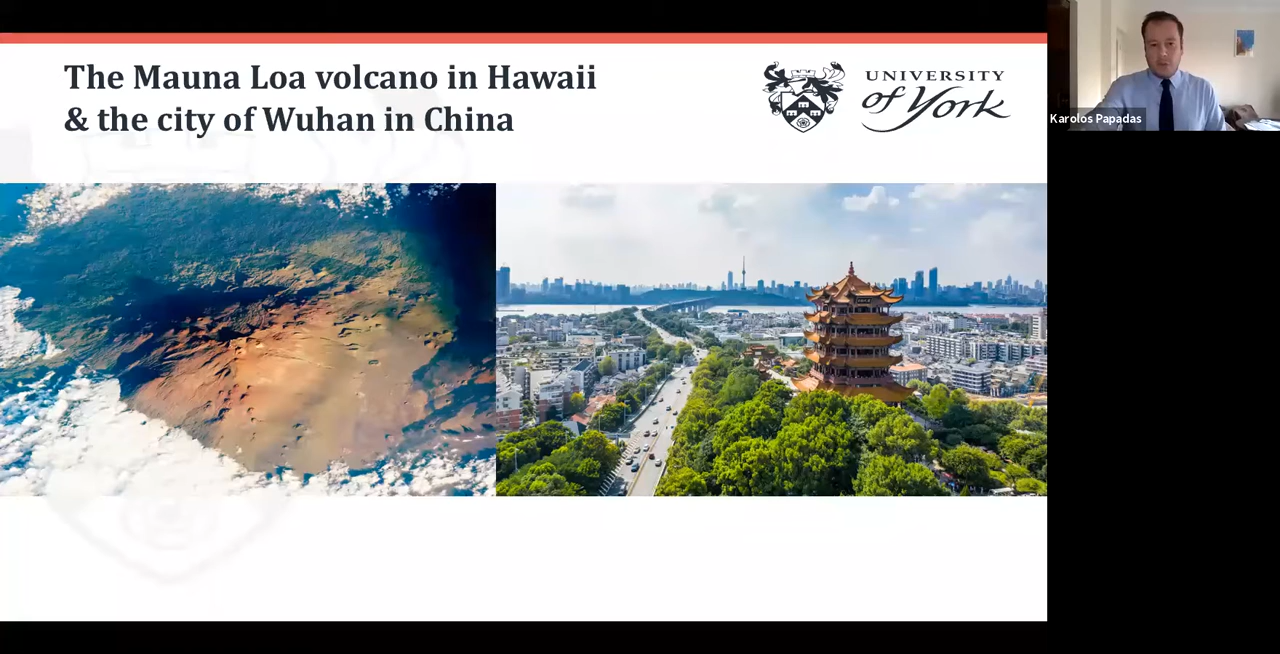 The Mauna Loa volcano in Hawaii
& the city of Wuhan in China
UNIVERSITY
of York
Karolos Papadas